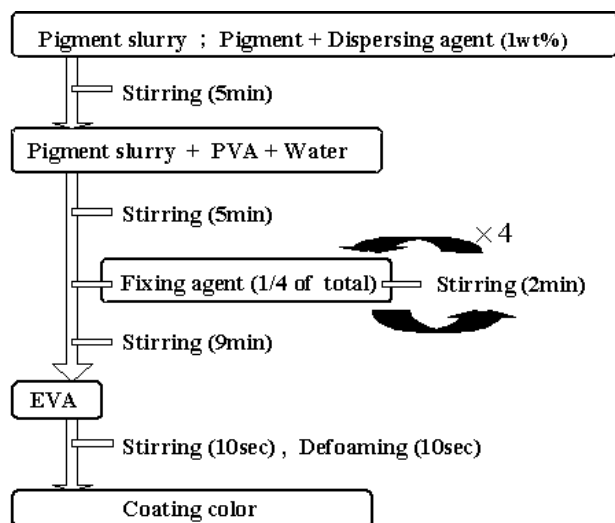 Pigment slurry ; Pigment + Dispersing agent (1wt%)
Stirring (5min)
Pigment slurry + PVA + Water
Stirring (5min)
×4
Fixing agent (1/4 of total)
Stirring (2min)
Stirring (9min)
EVA
Stirring (10sec) , Defoaming (10sec)
Coating color